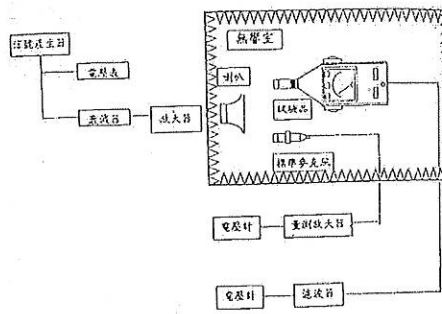 信號產生器
電壓表
衰減器
放大器
無響室
喇叭
試驗品
標準麥克風
電壓計
量測放大器
電壓計
濾波器